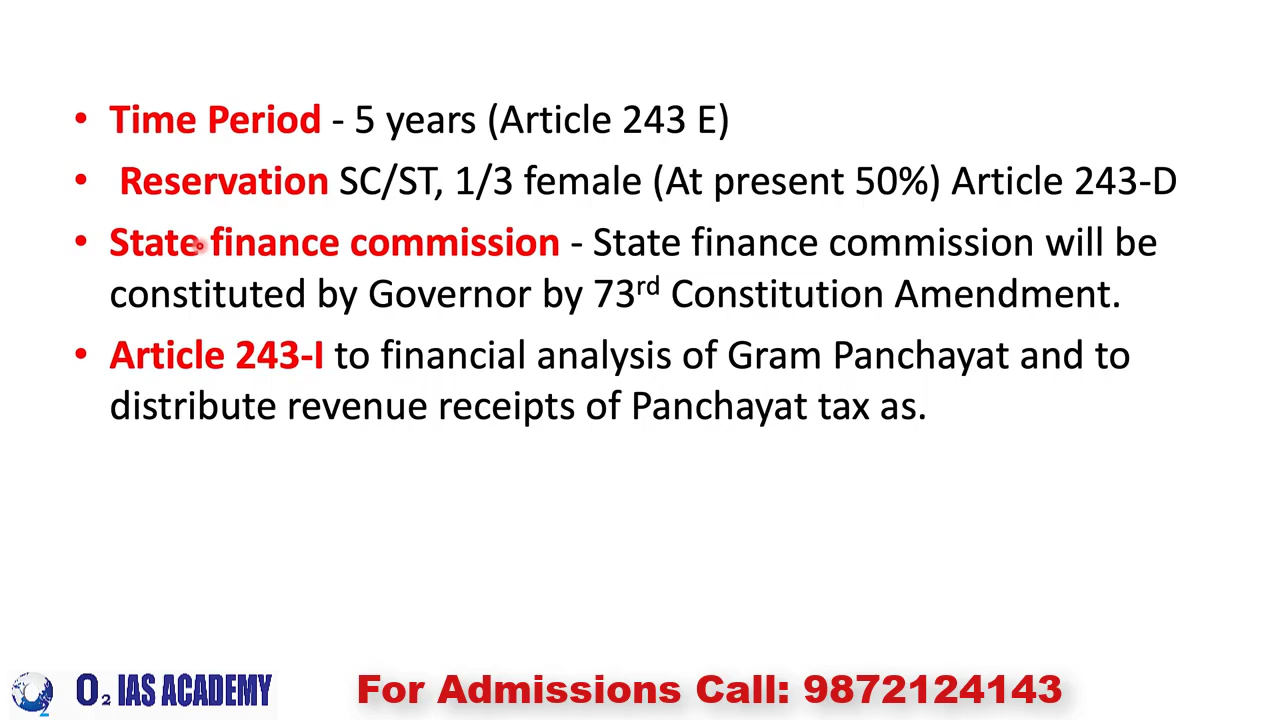 • Time Period - 5 years (Article 243 E)
• Reservation SC/ST, 1/3 female (At present 50%) Article 243-D
• State finance commission - State finance commission will be
constituted by Governor by 73rd Constitution Amendment.
• Article 243-I to financial analysis of Gram Panchayat and to
distribute revenue receipts of Panchayat tax as.
O2 IAS ACADEMY
For Admissions Call: 9872124143